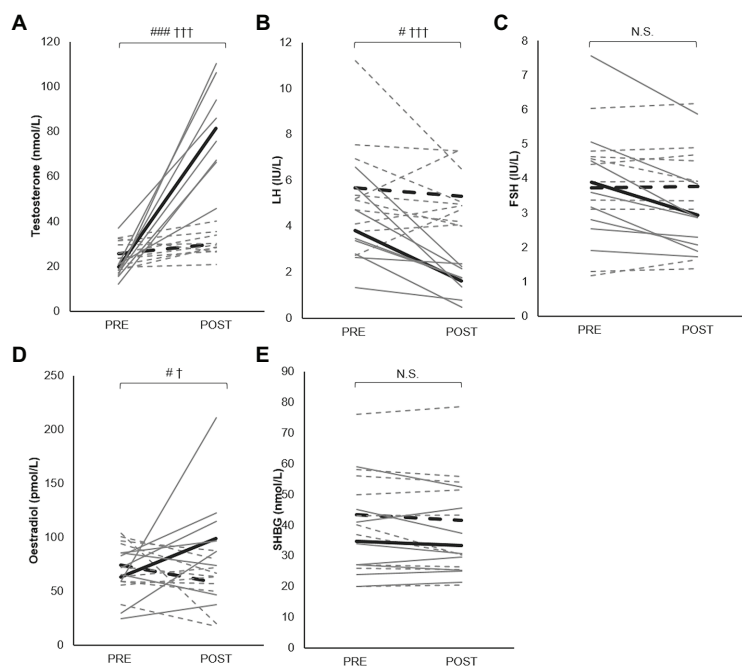 A
### †††
Testosterone (nmol/L)
120
100
80
60
40
20
0
PRE
POST
B
# †††
LH (IU/L)
12
10
8
6
4
2
0
PRE
POST
C
N.S.
FSH (IU/L)
8
7
6
5
4
3
2
1
0
PRE
POST
D
# †
Oestradiol (pmol/L)
250
200
150
100
50
0
PRE
POST
E
N.S.
SHBG (nmol/L)
90
80
70
60
50
40
30
20
10
0
PRE
POST